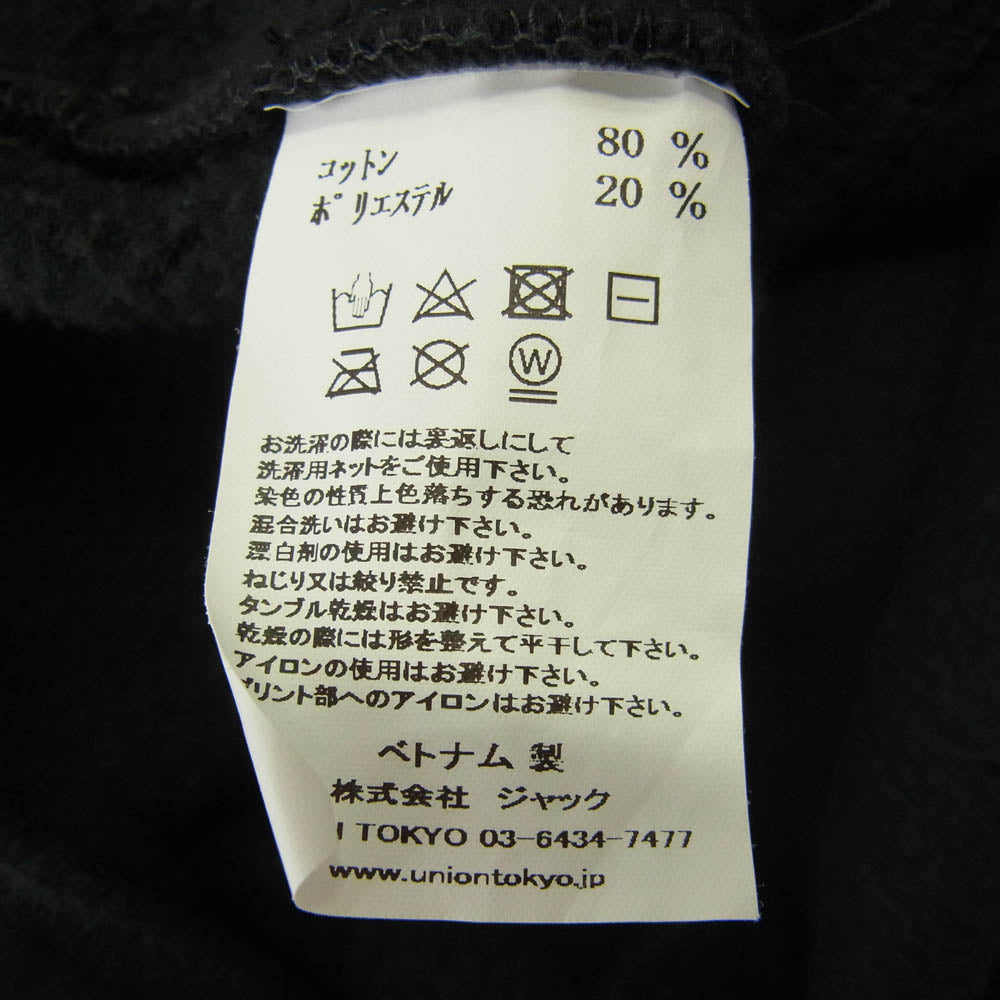 コットン 80 %
ポリエステル 20 %
W
お洗濯の際には裏返しにして
洗濯用ネットをご使用下さい。
染色の性質上色落ちする恐れがあります。
混合洗いはお避け下さい。
漂白剤の使用はお避け下さい。
ねじり又は絞り禁止です。
タンブル乾燥はお避け下さい。
乾燥の際には形を整えて平干して下さい。
アイロンの使用はお避け下さい。
プリント部へのアイロンはお避け下さい。
ベトナム 製
株式会社 ジャック
TOKYO 03-6434-7477
www.uniontokyo.jp